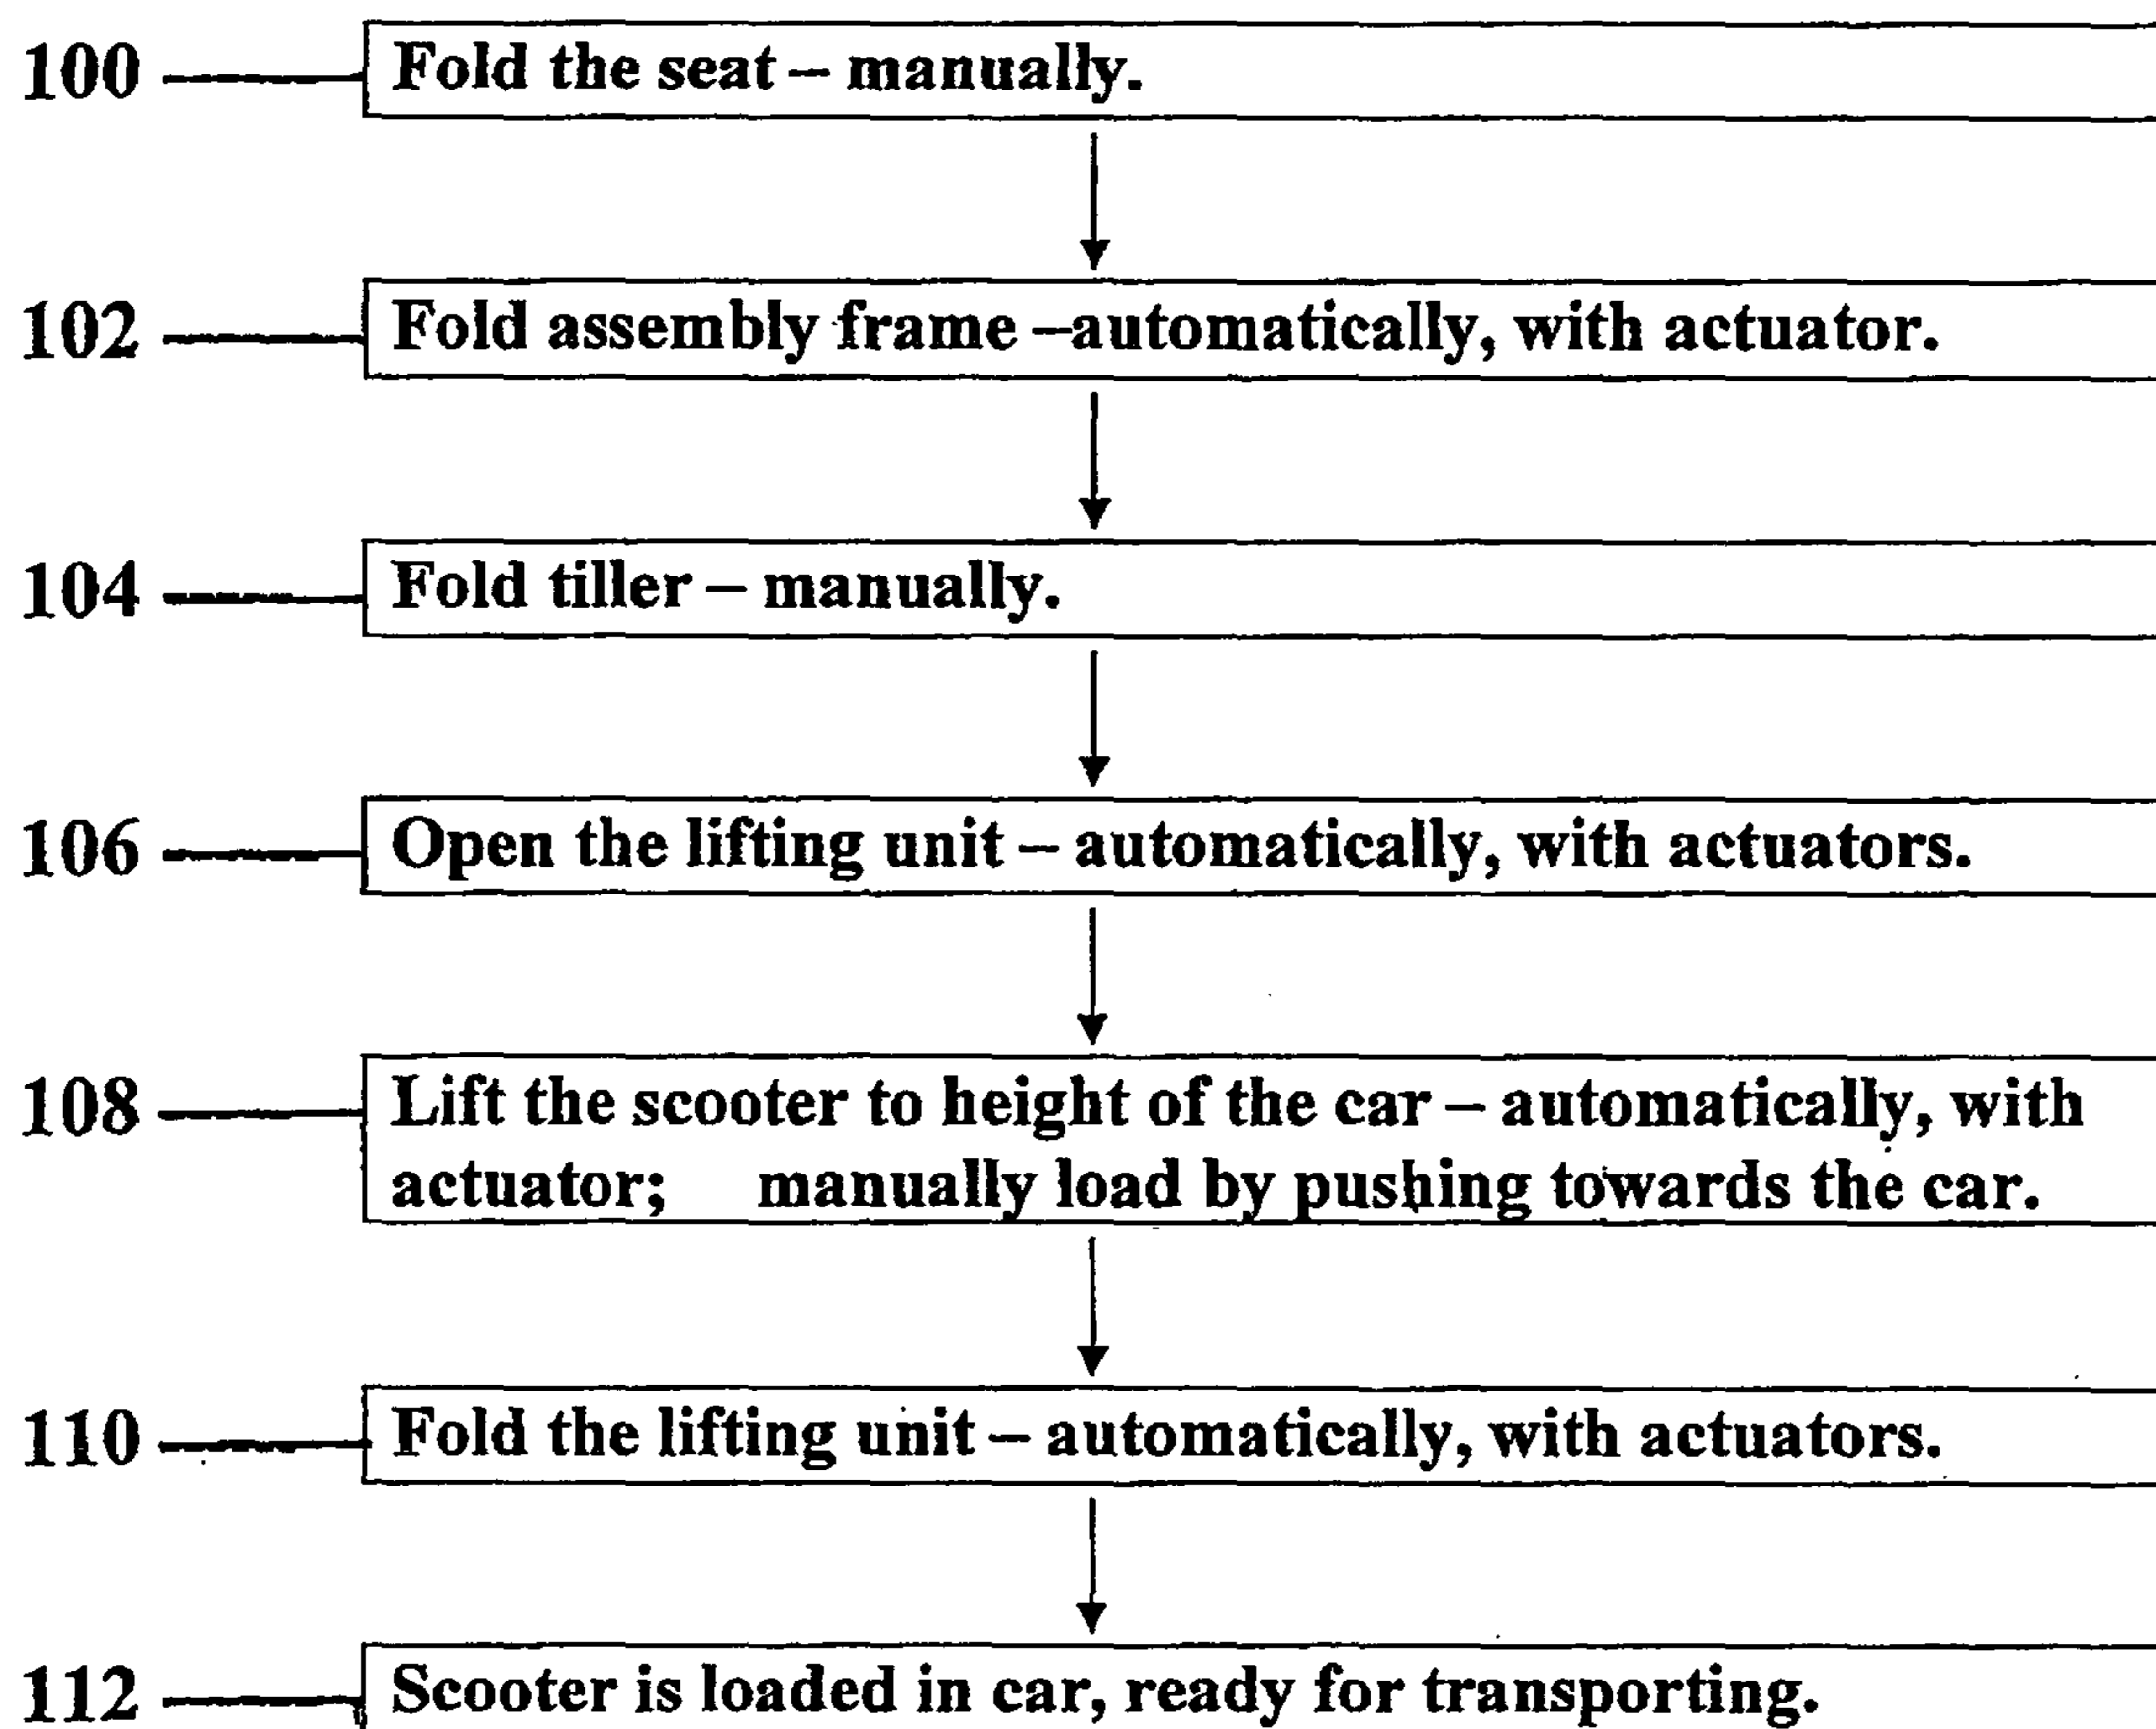 100 Fold the seat – manually.
102 Fold assembly frame –automatically, with actuator.
104 Fold tiller – manually.
106 Open the lifting unit – automatically, with actuators.
108 Lift the scooter to height of the car – automatically, with
actuator; manually load by pushing towards the car.
110 Fold the lifting unit – automatically, with actuators.
112 Scooter is loaded in car, ready for transporting.